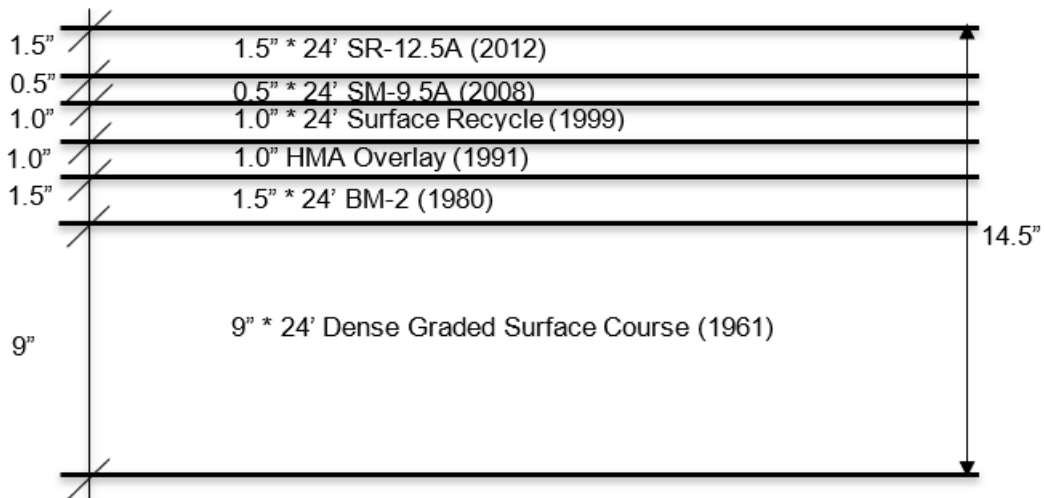 1.5” 1.5” * 24’ SR-12.5A (2012)
0.5” 0.5” * 24’ SM-9.5A (2008)
1.0” 1.0” * 24’ Surface Recycle (1999)
1.0” 1.0” HMA Overlay (1991)
1.5” 1.5” * 24’ BM-2 (1980)
14.5”
9” 9” * 24’ Dense Graded Surface Course (1961)